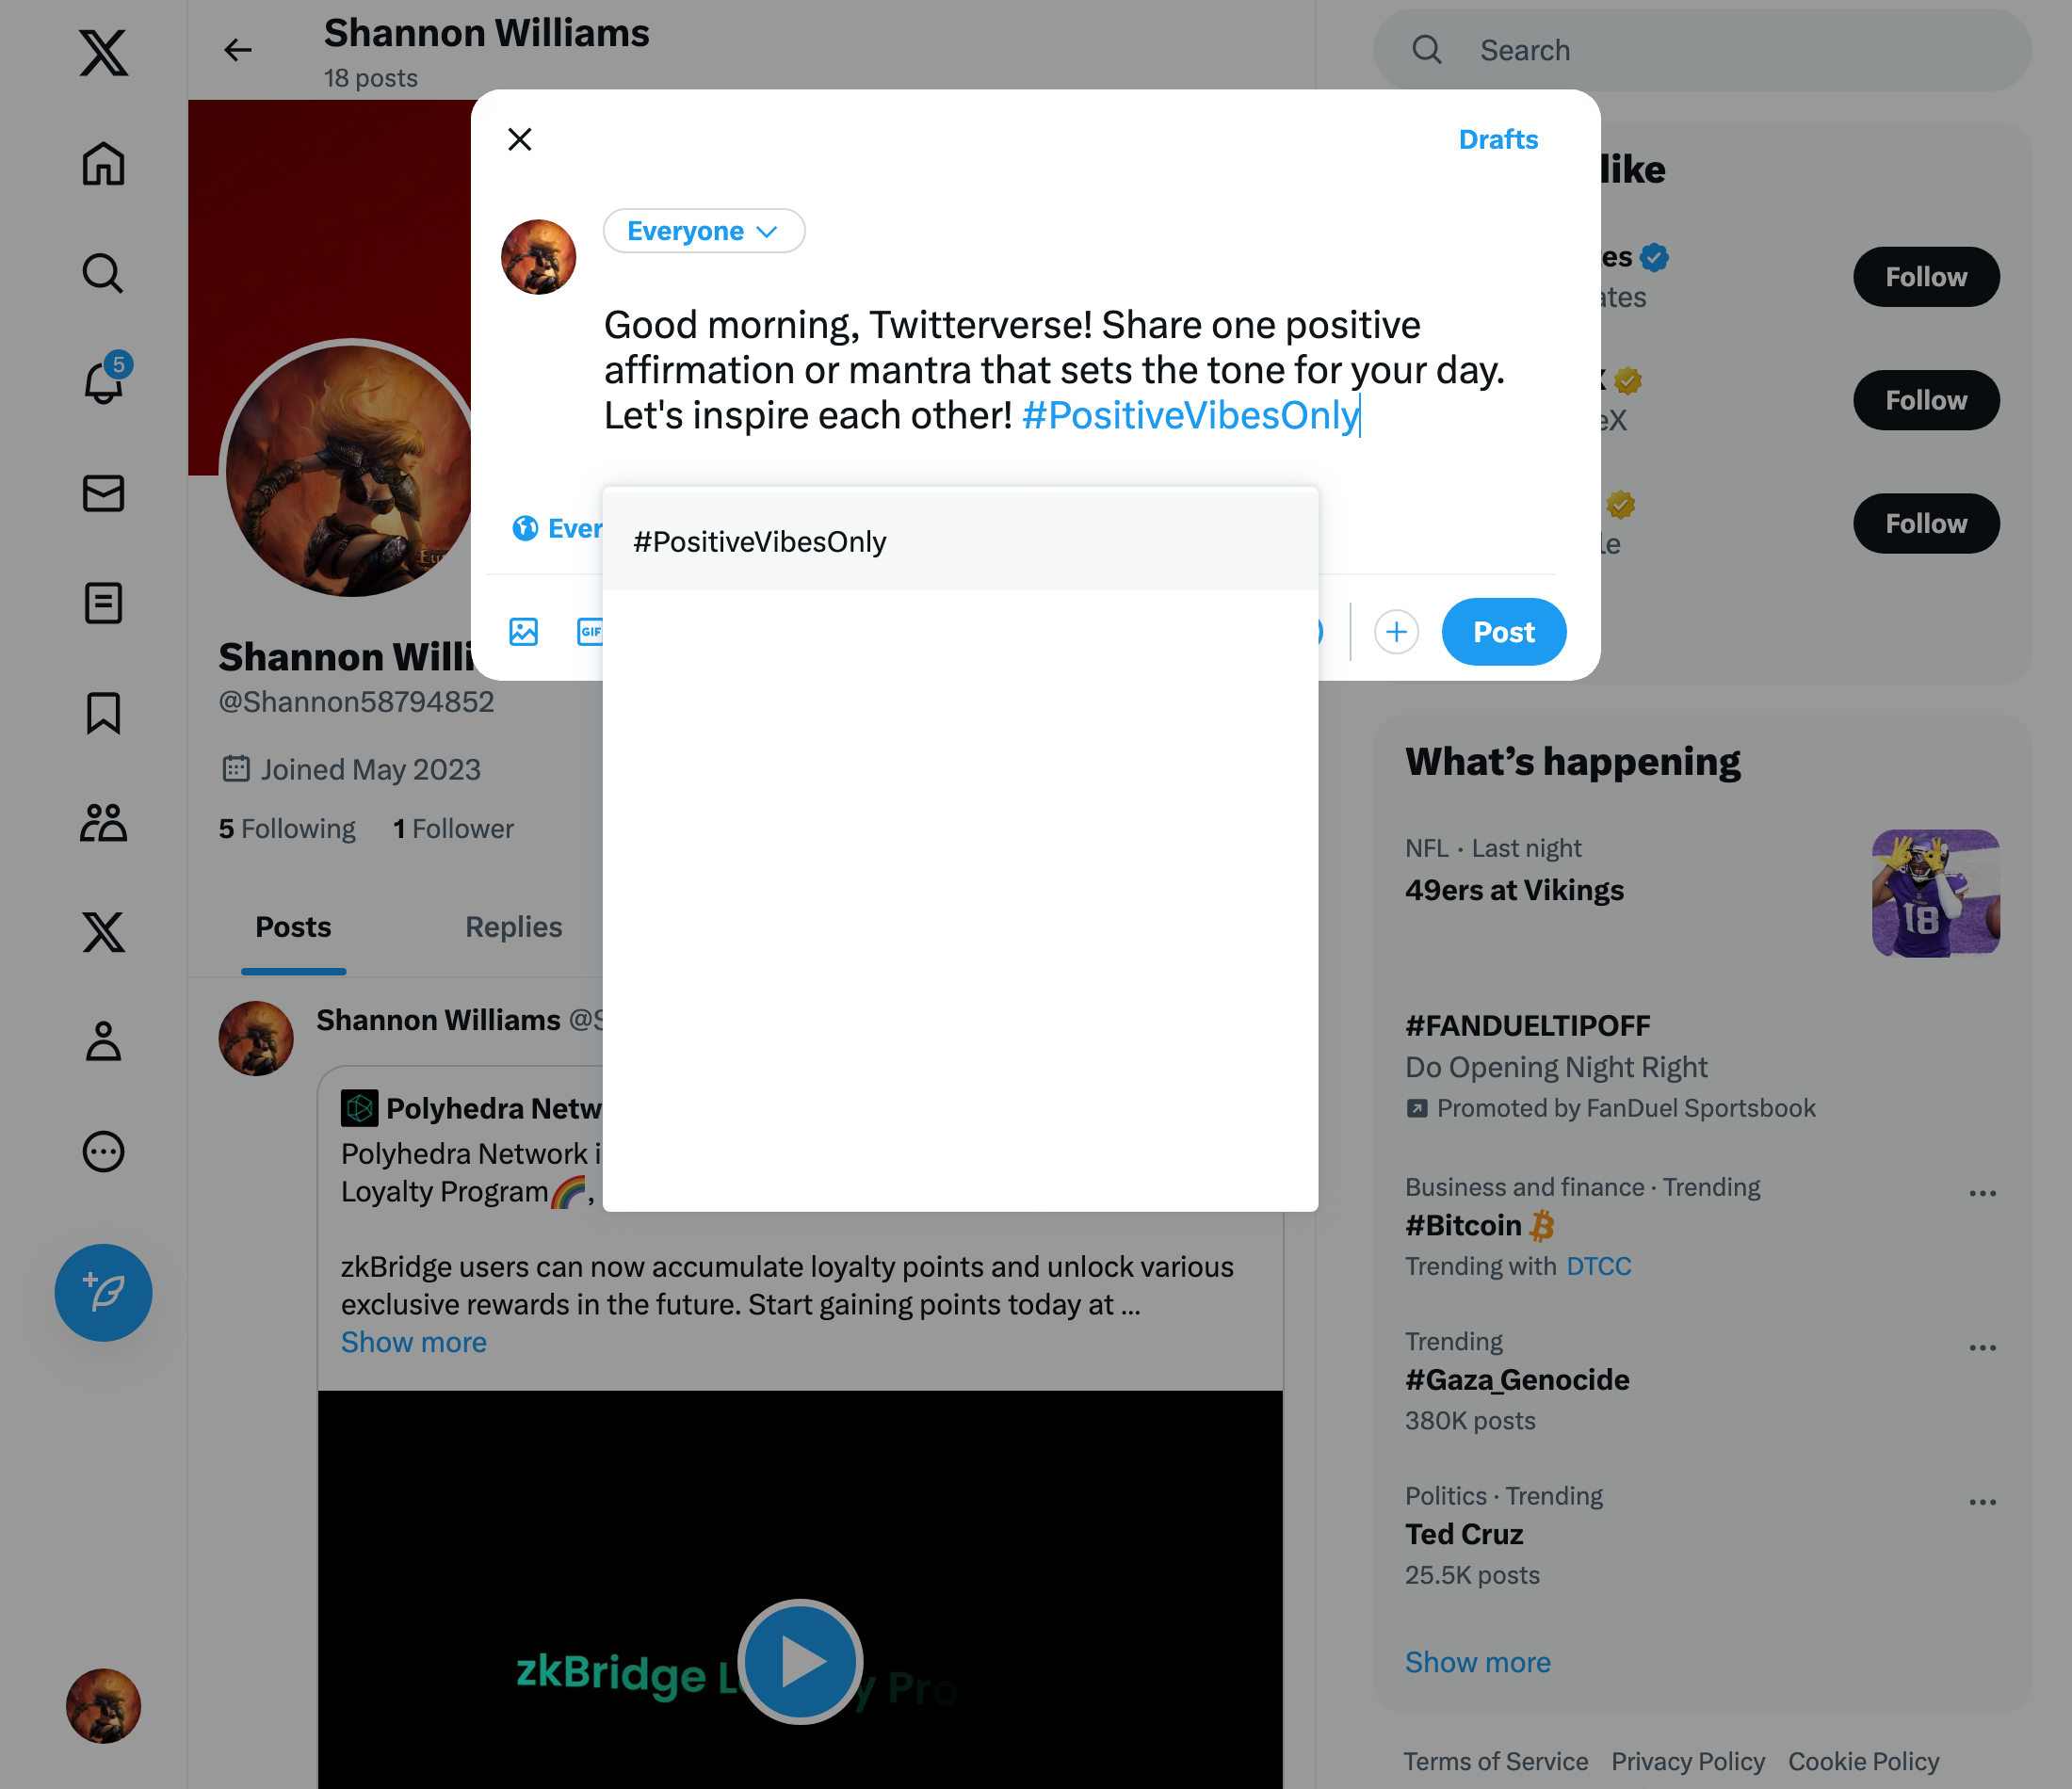 Shannon Williams
18 posts
Search
Drafts
like
Everyone
Good morning, Twitterverse! Share one positive
affirmation or mantra that sets the tone for your day.
Let's inspire each other! #PositiveVibesOnly
#PositiveVibesOnly
Ever
GIF
Post
5
Follow
Follow
Follow
Shannon Willi
@Shannon58794852
Joined May 2023
5 Following 1 Follower
Posts Replies
Shannon Williams @S
Polyhedra Netw
Polyhedra Network i
Loyalty Program🌈,
zkBridge users can now accumulate loyalty points and unlock various
exclusive rewards in the future. Start gaining points today at ...
Show more
zkBridge L y Prog
What's happening
NFL · Last night
49ers at Vikings
18
#FANDUELTIPOFF
Do Opening Night Right
Promoted by FanDuel Sportsbook
Business and finance · Trending
#Bitcoin
Trending with DTCC
Trending
#Gaza_Genocide
380K posts
Politics · Trending
Ted Cruz
25.5K posts
Show more
Terms of Service Privacy Policy Cookie Policy